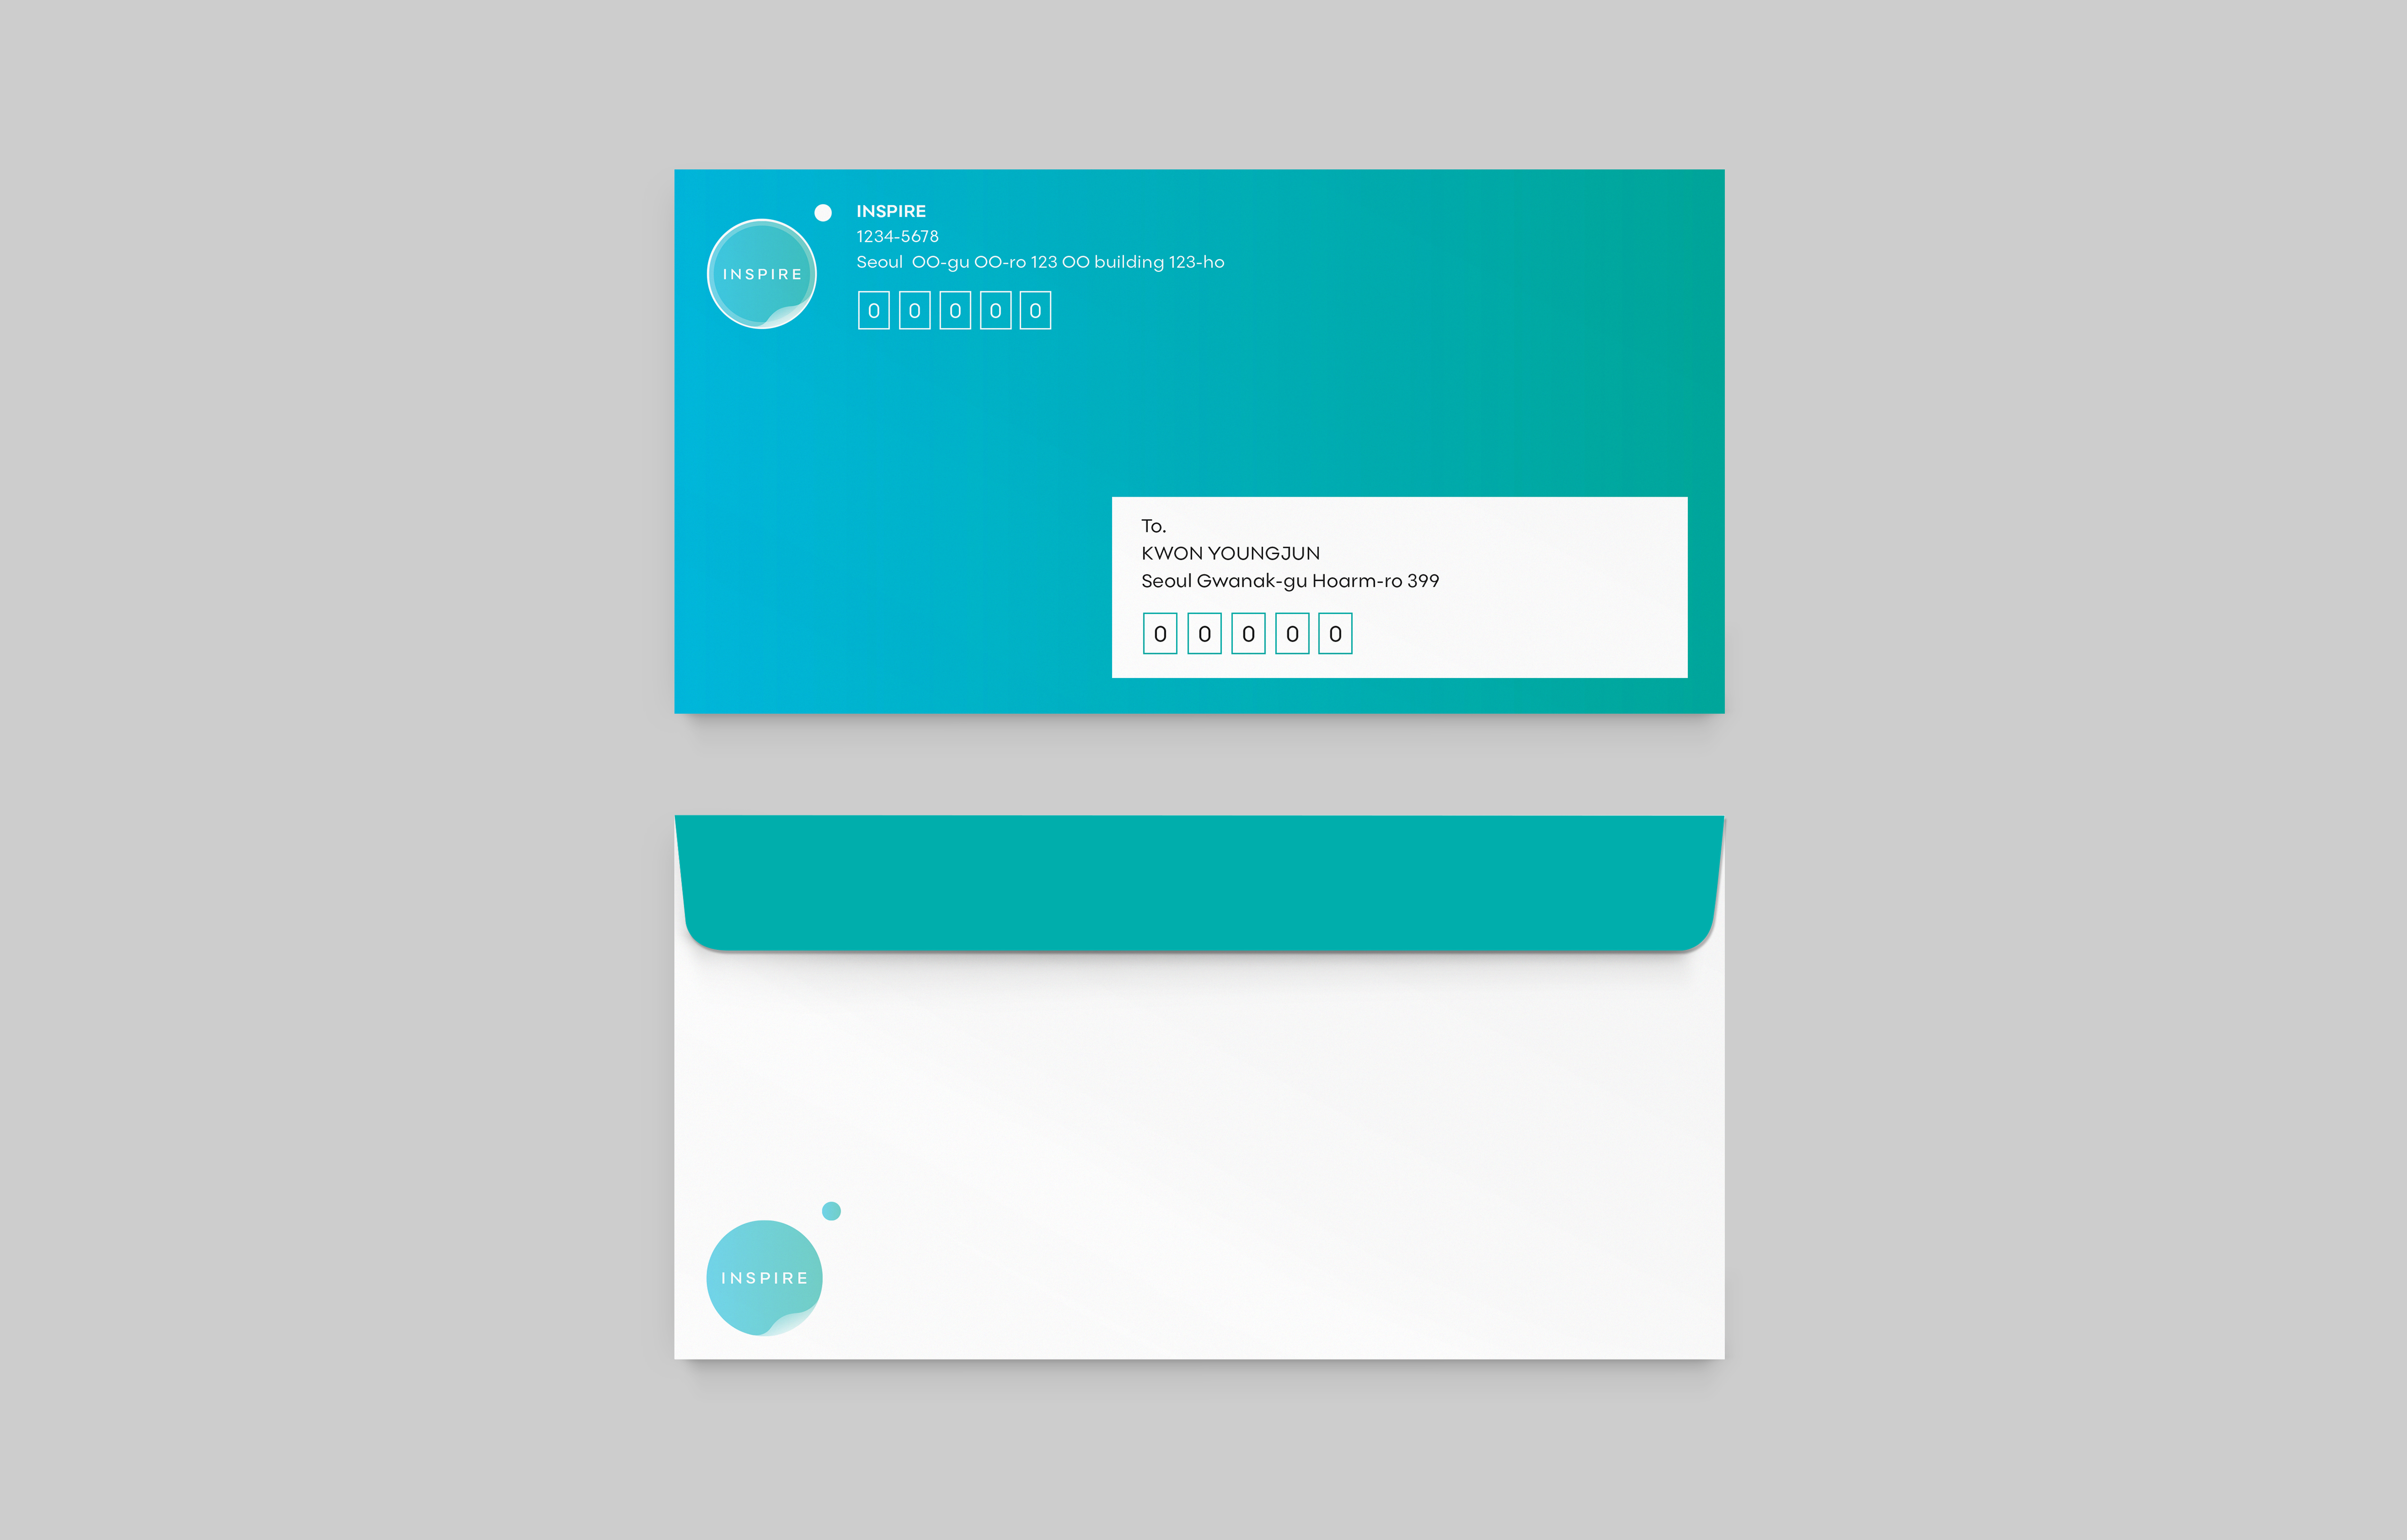 INSPIRE
INSPIRE
1234-5678
Seoul OO-gu OO-ro 123 OO building 123-ho
0 0 0 0 0
To.
KWON YOUNGJUN
Seoul Gwanak-gu Hoarm-ro 399
0 0 0 0 0
INSPIRE